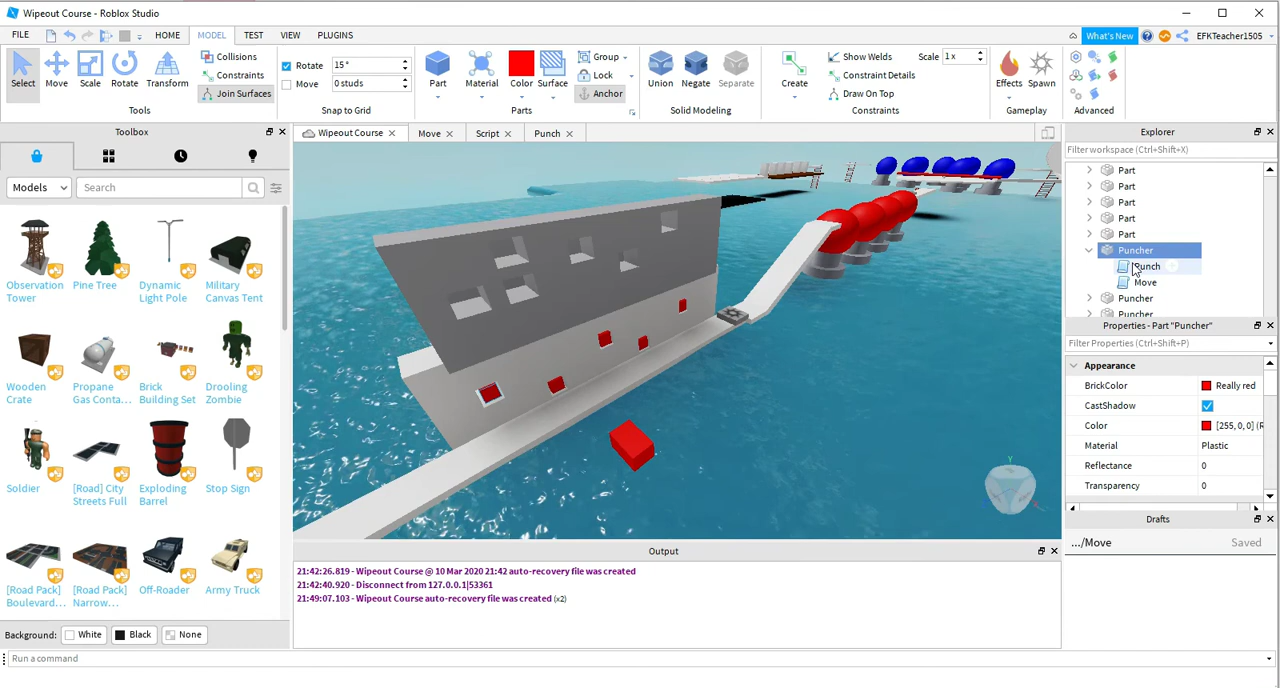 Wipeout Course - Roblox Studio
FILE HOME MODEL TEST VIEW PLUGINS What's New EFKTeacher1505
Select Move Scale Rotate Transform
Collisions
Constraints
Join Surfaces
Tools
Rotate 15°
Move 0 studs
Snap to Grid
Part Material Color Surface
Group
Lock
Anchor
Parts
Union Negate Separate
Solid Modeling
Create
Show Welds Scale 1 x
Constraint Details
Draw On Top
Constraints
Effects Spawn
Gameplay
Advanced
Toolbox
Models Search
Observation Tower
Pine Tree
Dynamic Light Pole
Military Canvas Tent
Wooden Crate
Propane Gas Conta...
Brick Building Set
Drooling Zombie
Soldier
[Road] City Streets Full
Exploding Barrel
Stop Sign
[Road Pack] Boulevard...
[Road Pack] Narrow...
Off-Roader
Army Truck
Background: White Black None
Run a command
Wipeout Course Move Script Punch
Y
Output
21:42:26.819 - Wipeout Course @ 10 Mar 2020 21:42 auto-recovery file was created
21:42:40.920 - Disconnect from 127.0.0.1|53361
21:49:07.103 - Wipeout Course auto-recovery file was created (x2)
Explorer
Filter workspace (Ctrl+Shift+X)
Part
Part
Part
Part
Part
Puncher
Punch
Move
Puncher
Puncher
Properties - Part "Puncher"
Filter Properties (Ctrl+Shift+P)
Appearance
BrickColor Really red
CastShadow
Color [255, 0, 0] (R
Material Plastic
Reflectance 0
Transparency 0
Drafts
.../Move Saved